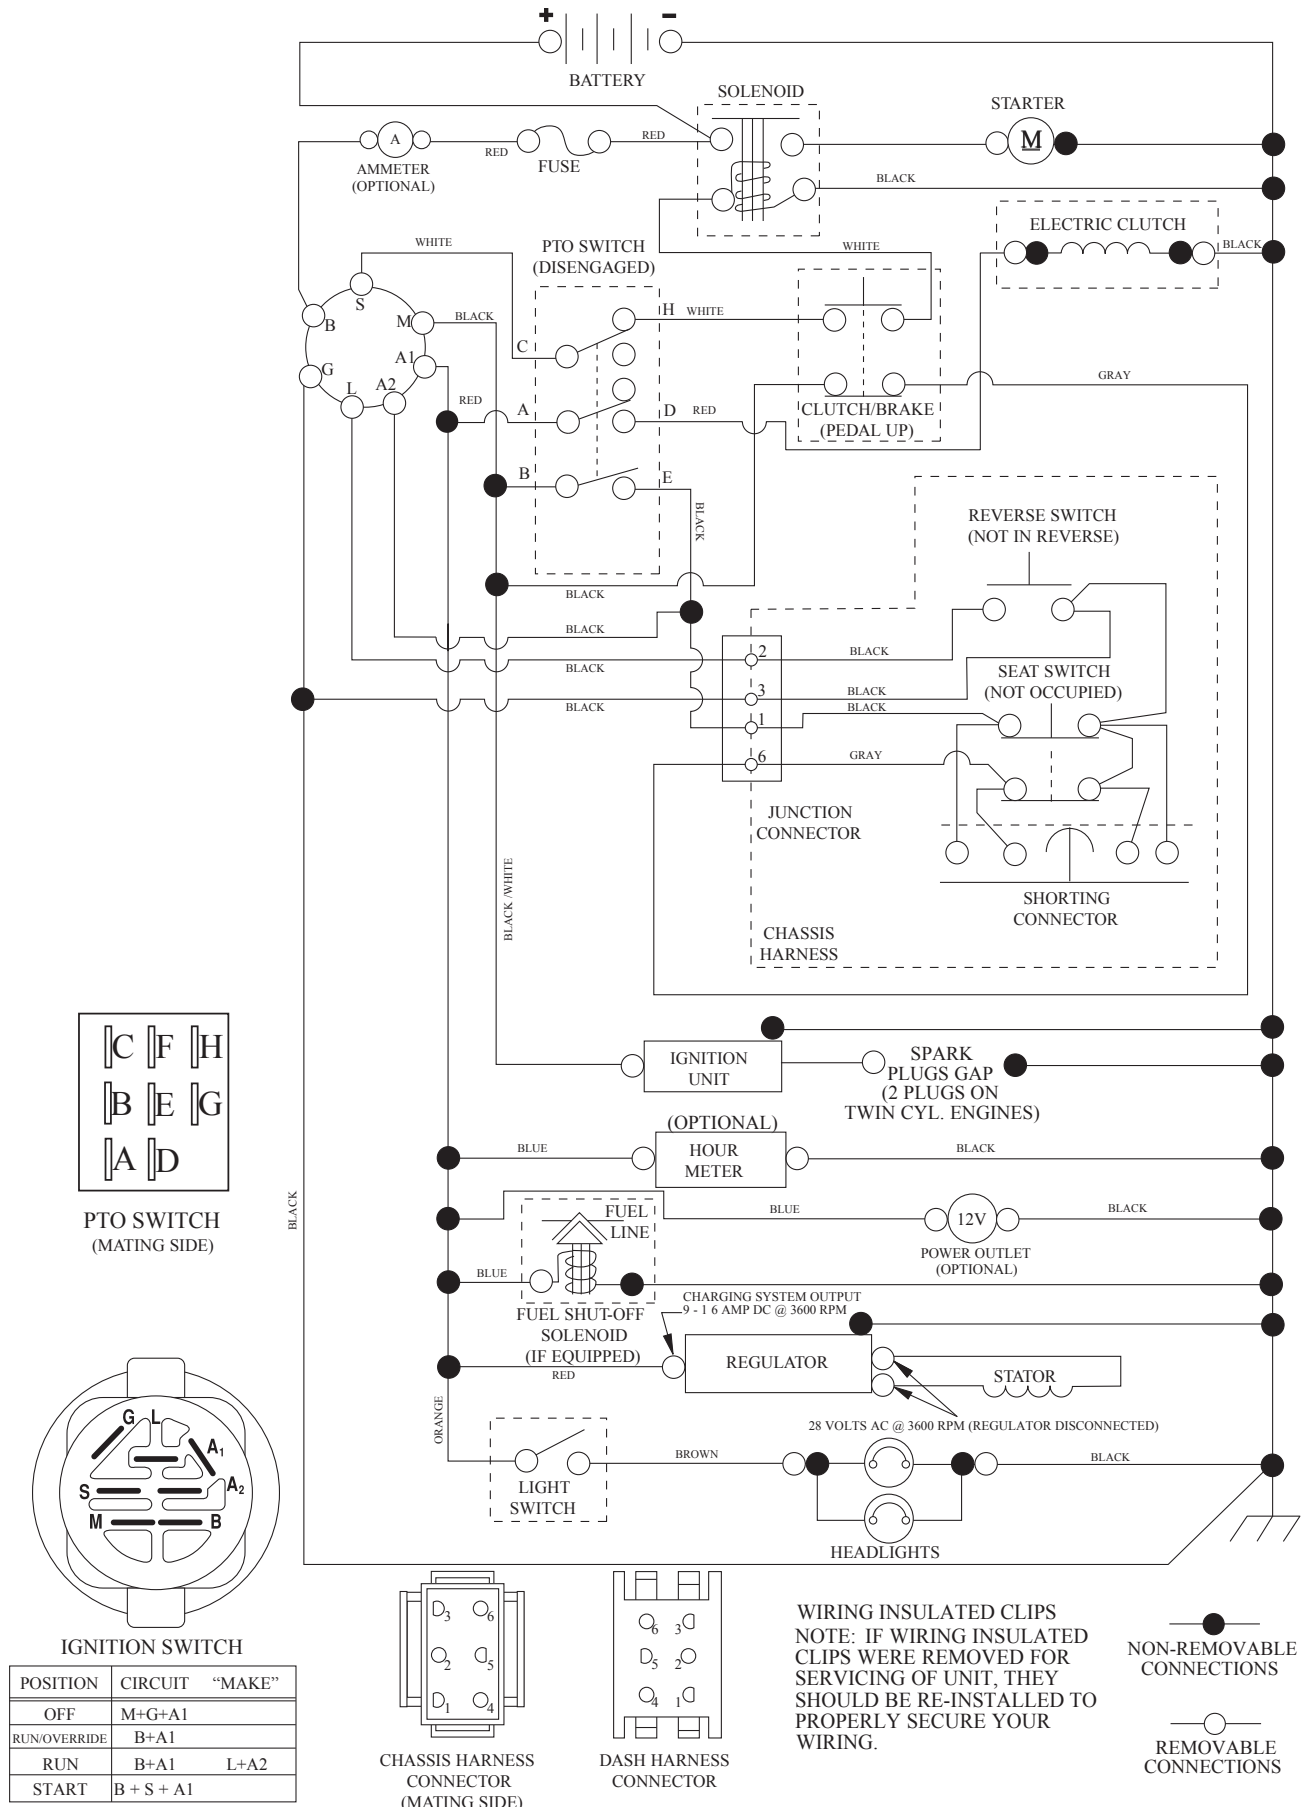 + -
BATTERY
SOLENOID
STARTER
A
RED
FUSE
RED
M
AMMETER
(OPTIONAL)
BLACK
ELECTRIC CLUTCH
WHITE
PTO SWITCH
(DISENGAGED)
WHITE
BLACK
S
B
M
BLACK
H
WHITE
C
A1
G
L
A2
RED
A
D
RED
GRAY
CLUTCH/BRAKE
(PEDAL UP)
B
E
BLACK
REVERSE SWITCH
(NOT IN REVERSE)
BLACK
BLACK
2
BLACK
BLACK
SEAT SWITCH
(NOT OCCUPIED)
3
BLACK
BLACK
BLACK
1
6
GRAY
JUNCTION
CONNECTOR
BLACK /WHITE
SHORTING
CONNECTOR
CHASSIS
HARNESS
C F H
B E G
A D
PTO SWITCH
(MATING SIDE)
IGNITION
UNIT
SPARK
PLUGS GAP
(2 PLUGS ON
TWIN CYL. ENGINES)
(OPTIONAL)
HOUR
METER
BLUE
BLACK
BLACK
FUEL
LINE
BLUE
12V
BLACK
POWER OUTLET
(OPTIONAL)
BLUE
FUEL SHUT-OFF
SOLENOID
(IF EQUIPPED)
CHARGING SYSTEM OUTPUT
9 - 1 6 AMP DC @ 3600 RPM
RED
REGULATOR
STATOR
28 VOLTS AC @ 3600 RPM (REGULATOR DISCONNECTED)
ORANGE
LIGHT
SWITCH
BROWN
BLACK
HEADLIGHTS
G L
A1
S
A2
M B
IGNITION SWITCH
POSITION CIRCUIT “MAKE”
OFF M+G+A1
RUN/OVERRIDE B+A1
RUN B+A1 L+A2
START B + S + A1
3 6
2 5
1 4
CHASSIS HARNESS
CONNECTOR
(MATING SIDE)
6 3
5 2
4 1
DASH HARNESS
CONNECTOR
WIRING INSULATED CLIPS
NOTE: IF WIRING INSULATED
CLIPS WERE REMOVED FOR
SERVICING OF UNIT, THEY
SHOULD BE RE-INSTALLED TO
PROPERLY SECURE YOUR
WIRING.
NON-REMOVABLE
CONNECTIONS
REMOVABLE
CONNECTIONS